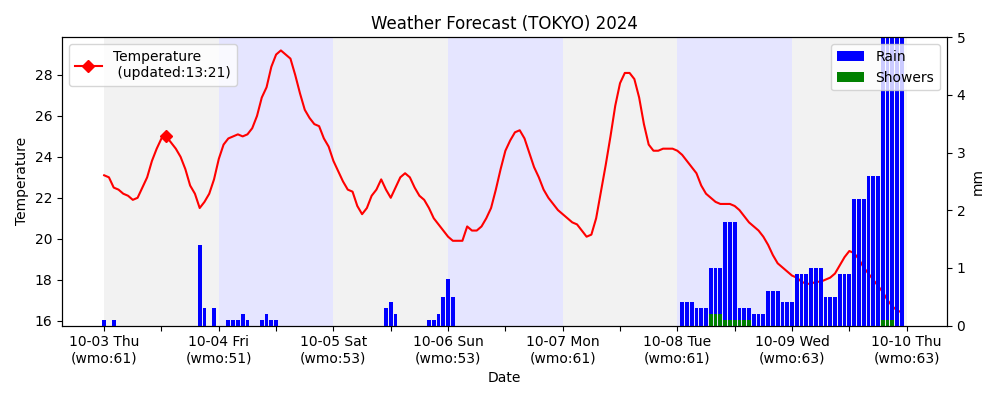 Weather Forecast (TOKYO) 2024
Temperature
(updated:13:21)
Rain
Showers
Temperature
28
26
24
22
20
18
16
5
4
3
2
1
0
mm
10-03 Thu
(wmo:61)
10-04 Fri
(wmo:51)
10-05 Sat
(wmo:53)
10-06 Sun
(wmo:53)
10-07 Mon
(wmo:61)
10-08 Tue
(wmo:61)
10-09 Wed
(wmo:63)
10-10 Thu
(wmo:63)
Date